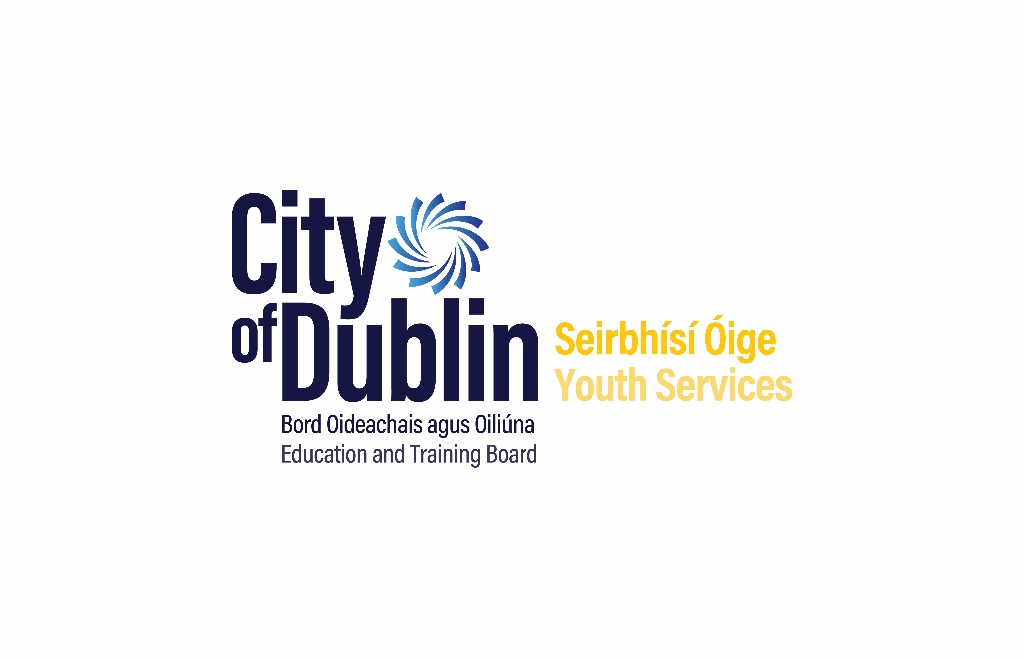 City
of Dublin
Bord Oideachais agus Oiliúna
Education and Training Board
Seirbhísí Óige
Youth Services